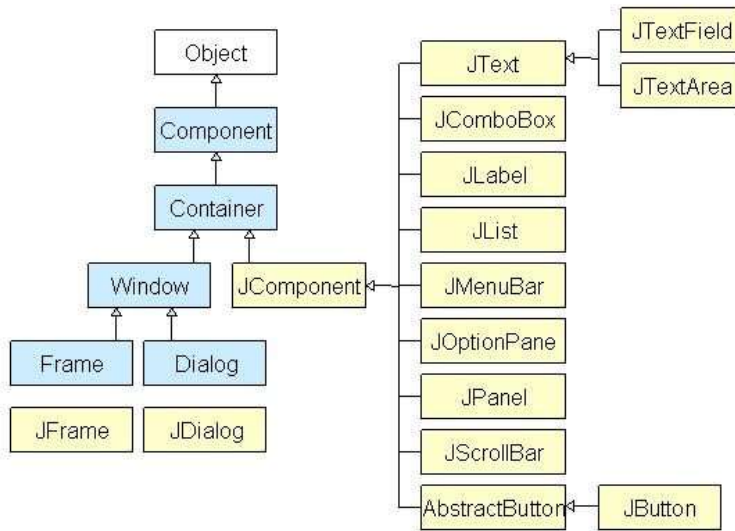 Object
Component
Container
Window
JComponent
Frame
Dialog
JFrame
JDialog
JText
JComboBox
JLabel
JList
JMenuBar
JOptionPane
JPanel
JScrollBar
AbstractButton
JTextField
JTextArea
JButton